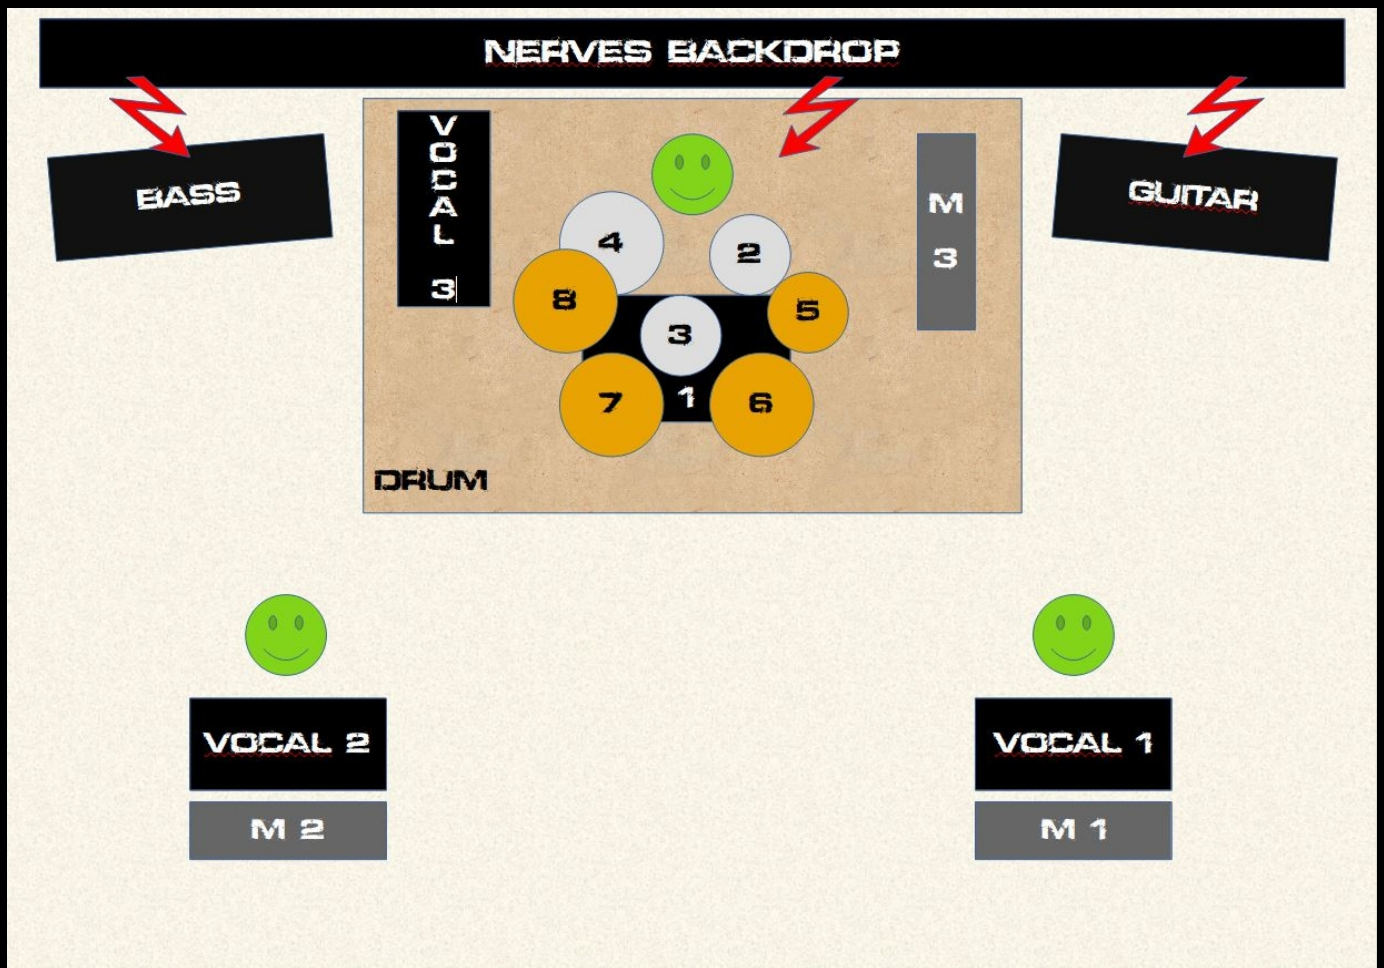 NERVES BACKDROP
BASS
VOCAL 3
M 3
GUITAR
4
2
8
5
3
7
1
6
DRUM
VOCAL 2
VOCAL 1
M 2
M 1